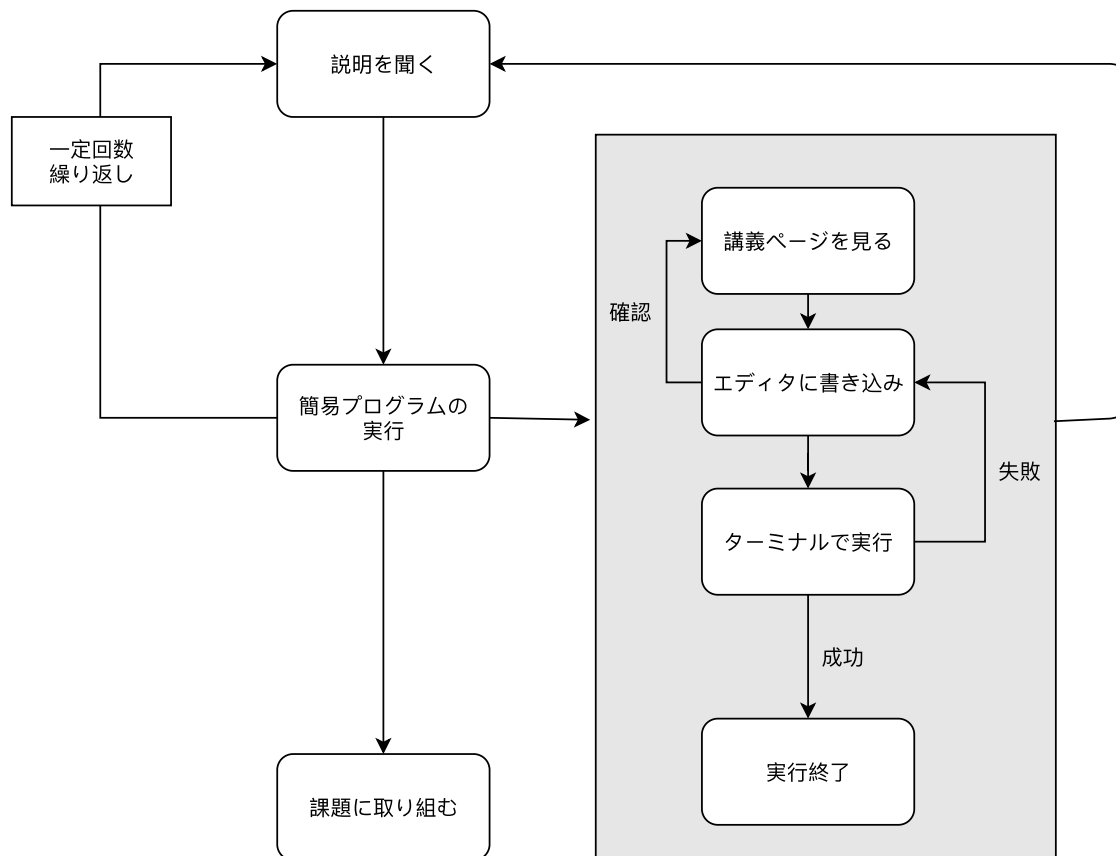 説明を聞く
一定回数
繰り返し
講義ページを見る
確認
エディタに書き込み
簡易プログラムの
実行
失敗
ターミナルで実行
成功
実行終了
課題に取り組む